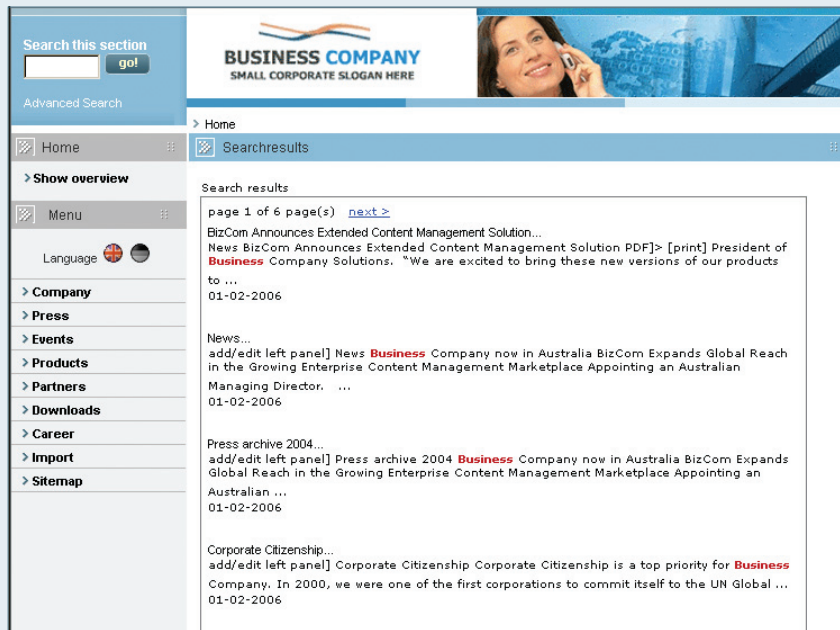 Search this section
go!
Advanced Search
BUSINESS COMPANY
SMALL CORPORATE SLOGAN HERE
> Home
Home
Searchresults
> Show overview
Menu
Language
> Company
> Press
> Events
> Products
> Partners
> Downloads
> Career
> Import
> Sitemap
Search results
page 1 of 6 page(s) next >
BizCom Announces Extended Content Management Solution...
News BizCom Announces Extended Content Management Solution PDF]> [print] President of
Business Company Solutions. "We are excited to bring these new versions of our products
to ...
01-02-2006
News...
add/edit left panel] News Business Company now in Australia BizCom Expands Global Reach
in the Growing Enterprise Content Management Marketplace Appointing an Australian
Managing Director. ...
01-02-2006
Press archive 2004...
add/edit left panel] Press archive 2004 Business Company now in Australia BizCom Expands
Global Reach in the Growing Enterprise Content Management Marketplace Appointing an
Australian ...
01-02-2006
Corporate Citizenship...
add/edit left panel] Corporate Citizenship Corporate Citizenship is a top priority for Business
Company. In 2000, we were one of the first corporations to commit itself to the UN Global ...
01-02-2006